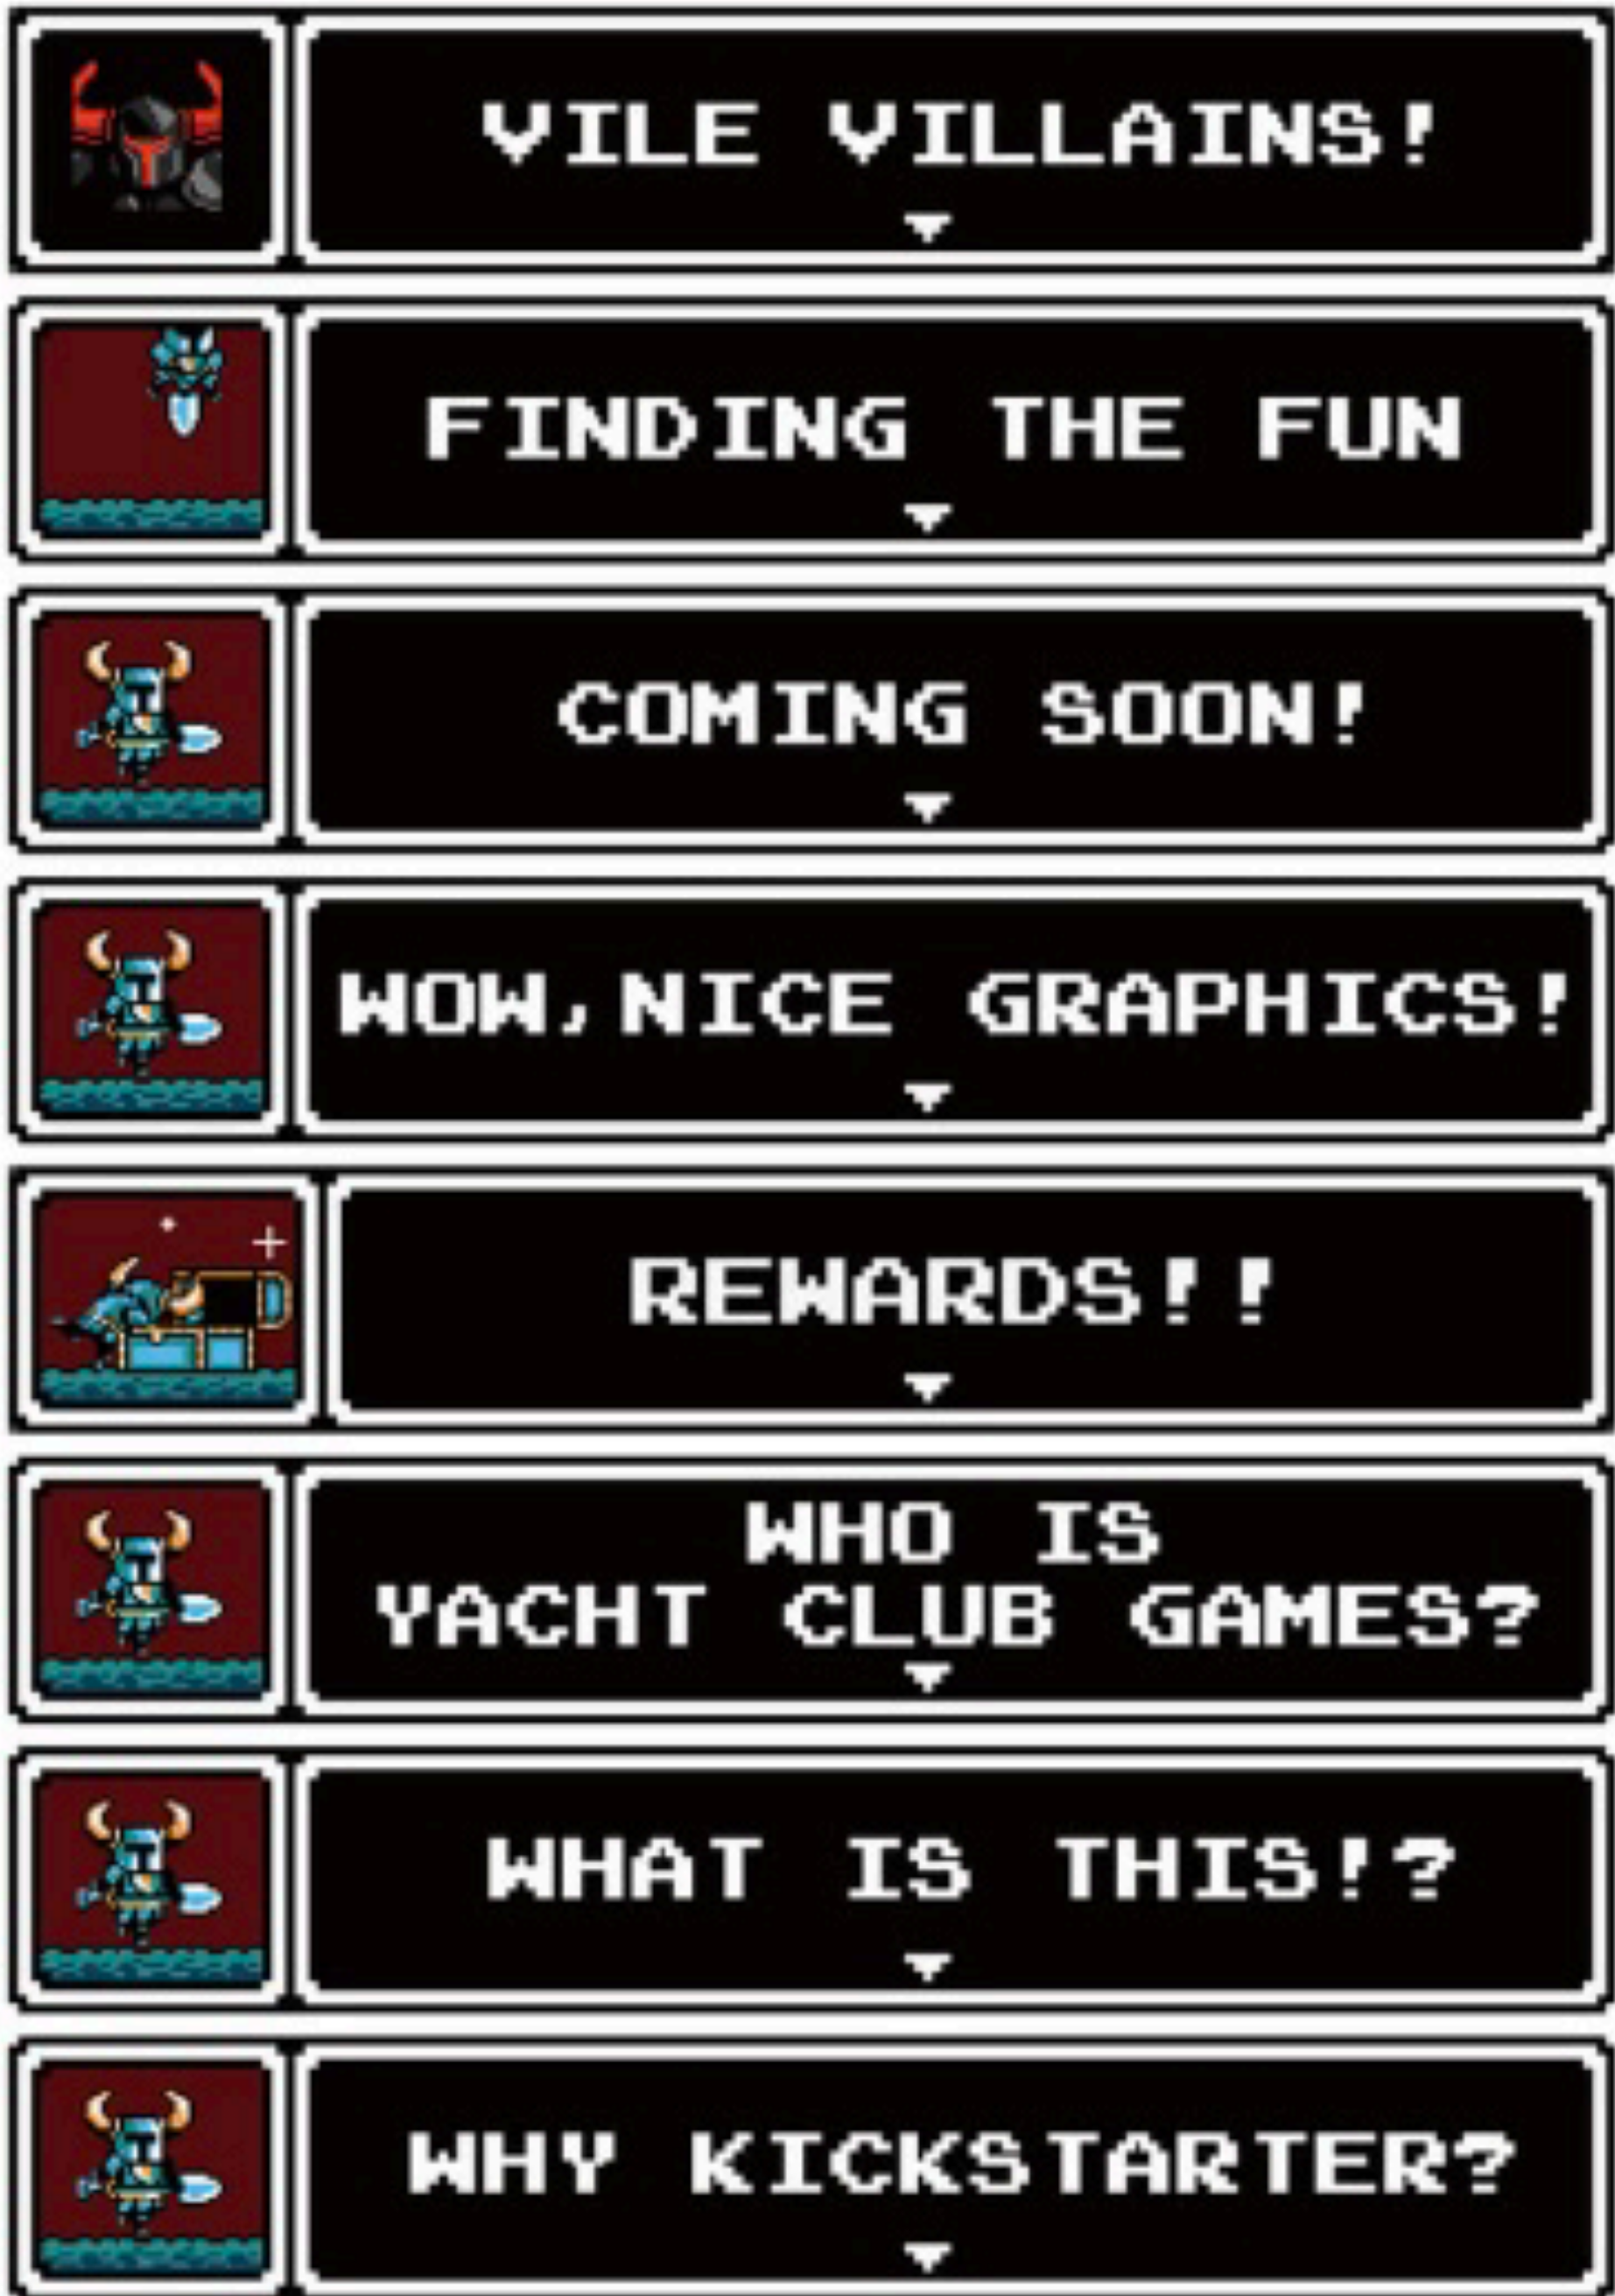 VILE VILLAINS!
FINDING THE FUN
COMING SOON!
WOW,NICE GRAPHICS!
REWARDS!!
WHO IS
YACHT CLUB GAMES?
WHAT IS THIS!?
WHY KICKSTARTER?